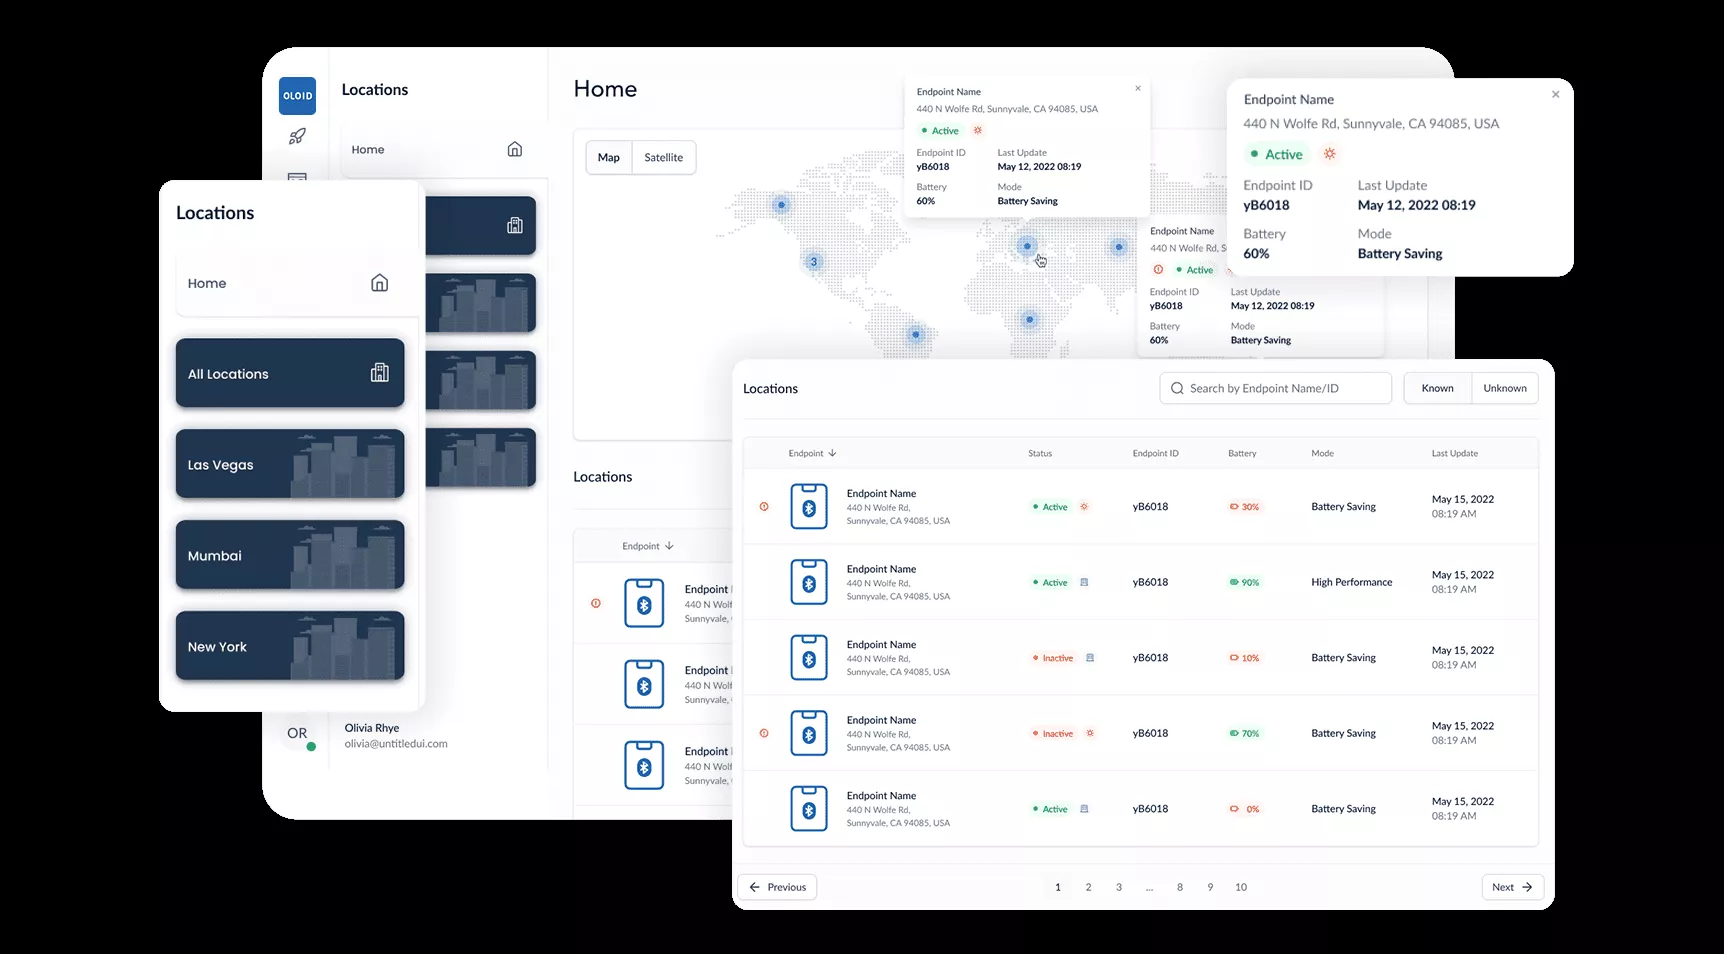 OLOID
Locations
Home
Olivia Rhye
olivia@untitledui.com
OR
Locations
Home
All Locations
Las Vegas
Mumbai
New York
Home
Map
Satellite
3
Endpoint Name
440 N Wolfe Rd, Sunnyvale, CA 94085, USA
Active
Endpoint ID Last Update
yB6018 May 12, 2022 08:19
Battery Mode
60% Battery Saving
Endpoint Name
440 N Wolfe Rd, S
Active
Endpoint ID Last Update
yB6018 May 12, 2022 08:19
Battery Mode
60% Battery Saving
Endpoint Name
440 N Wolfe Rd, Sunnyvale, CA 94085, USA
Active
Endpoint ID Last Update
yB6018 May 12, 2022 08:19
Battery Mode
60% Battery Saving
Locations
Endpoint
Endpoint
440 N Wolf
Sunnyvale,
Endpoint
440 N Wolf
Sunnyvale,
Endpoint
440 N Wolf
Sunnyvale,
Locations
Search by Endpoint Name/ID
Known
Unknown
Endpoint Status Endpoint ID Battery Mode Last Update
Endpoint Name
440 N Wolfe Rd,
Sunnyvale, CA 94085, USA
Active yB6018 30% Battery Saving
May 15, 2022
08:19 AM
Endpoint Name
440 N Wolfe Rd,
Sunnyvale, CA 94085, USA
Active yB6018 90% High Performance
May 15, 2022
08:19 AM
Endpoint Name
440 N Wolfe Rd,
Sunnyvale, CA 94085, USA
Inactive yB6018 10% Battery Saving
May 15, 2022
08:19 AM
Endpoint Name
440 N Wolfe Rd,
Sunnyvale, CA 94085, USA
Inactive yB6018 70% Battery Saving
May 15, 2022
08:19 AM
Endpoint Name
440 N Wolfe Rd,
Sunnyvale, CA 94085, USA
Active yB6018 0% Battery Saving
May 15, 2022
08:19 AM
Previous
1 2 3 ... 8 9 10
Next